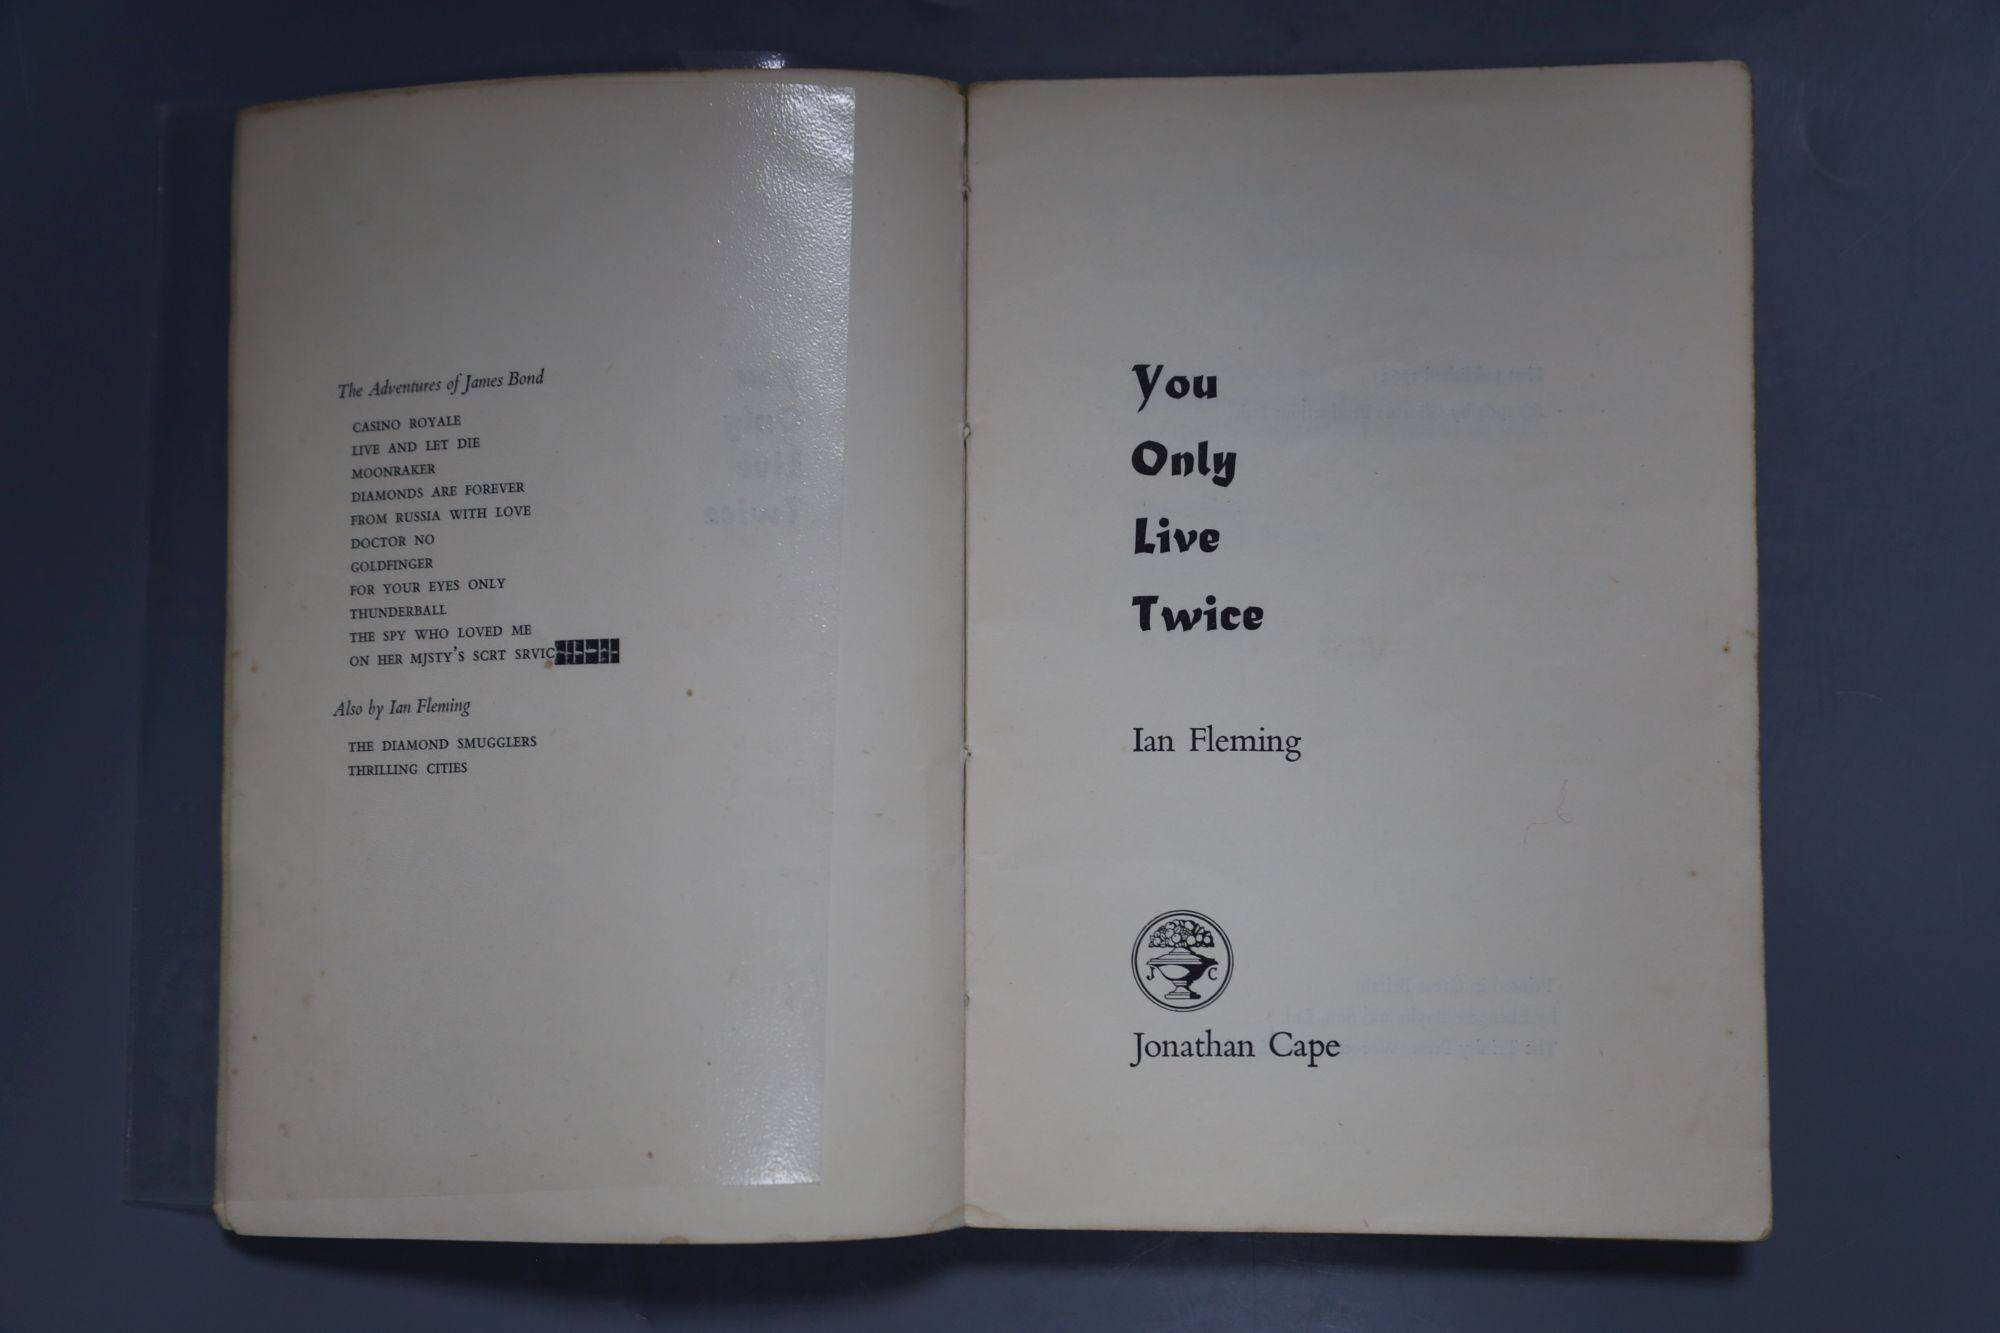 The Adventures of James Bond
CASINO ROYALE
LIVE AND LET DIE
MOONRAKER
DIAMONDS ARE FOREVER
FROM RUSSIA WITH LOVE
DOCTOR NO
GOLDFINGER
FOR YOUR EYES ONLY
THUNDERBALL
THE SPY WHO LOVED ME
ON HER MJSTY'S SCRT SRVIC
Also by Ian Fleming
THE DIAMOND SMUGGLERS
THRILLING CITIES
You
Only
Live
Twice
Ian Fleming
J C
Jonathan Cape